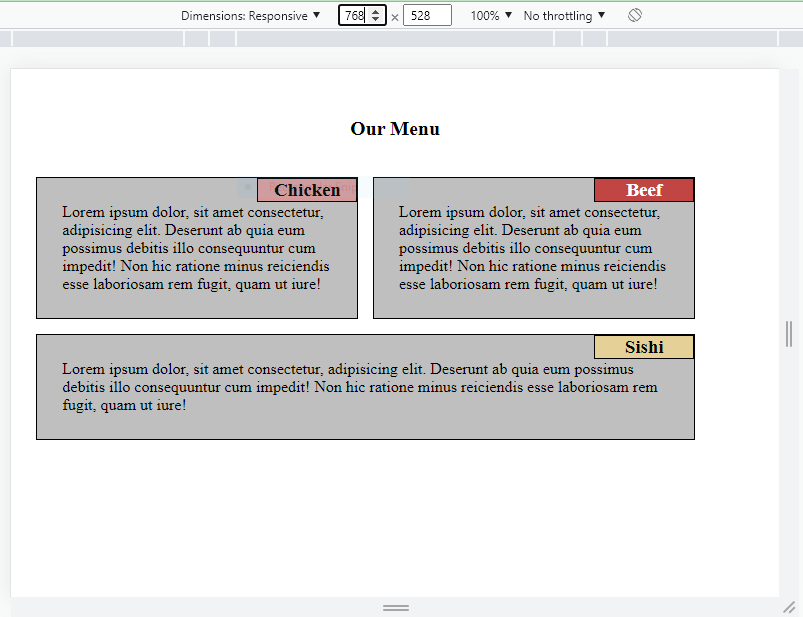 Dimensions: Responsive ▼ 768 × 528 100% ▼ No throttling ▼
Our Menu
Chicken
Lorem ipsum dolor, sit amet consectetur,
adipisicing elit. Deserunt ab quia eum
possimus debitis illo consequuntur cum
impedit! Non hic ratione minus reiciendis
esse laboriosam rem fugit, quam ut iure!
Beef
Lorem ipsum dolor, sit amet consectetur,
adipisicing elit. Deserunt ab quia eum
possimus debitis illo consequuntur cum
impedit! Non hic ratione minus reiciendis
esse laboriosam rem fugit, quam ut iure!
Sishi
Lorem ipsum dolor, sit amet consectetur, adipisicing elit. Deserunt ab quia eum possimus
debitis illo consequuntur cum impedit! Non hic ratione minus reiciendis esse laboriosam rem
fugit, quam ut iure!